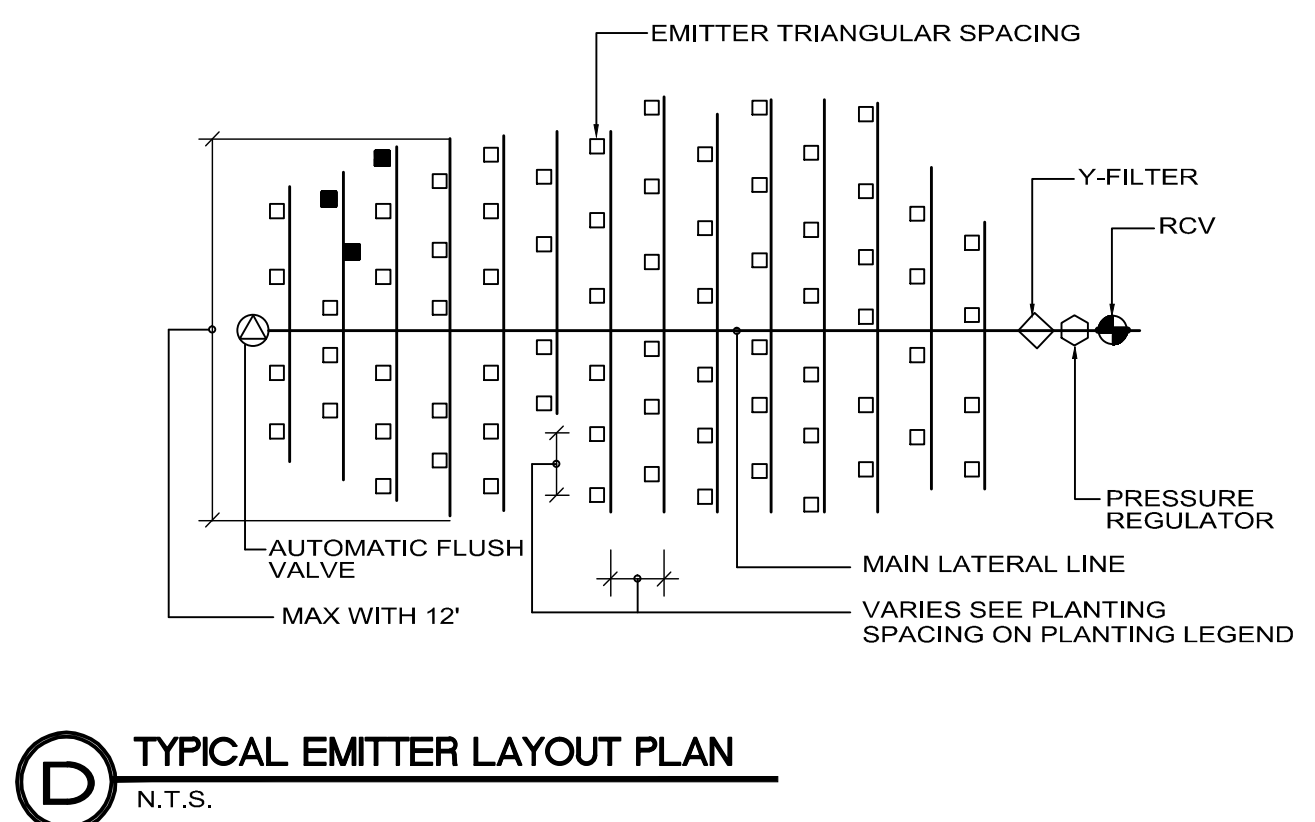 EMITTER TRIANGULAR SPACING
Y-FILTER
RCV
PRESSURE
REGULATOR
AUTOMATIC FLUSH
VALVE
MAIN LATERAL LINE
MAX WITH 12'
VARIES SEE PLANTING
SPACING ON PLANTING LEGEND
D
TYPICAL EMITTER LAYOUT PLAN
N.T.S.